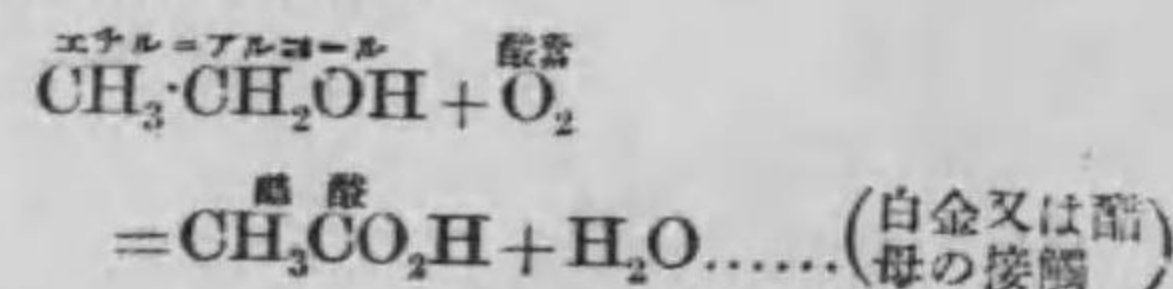 エチル=アルコール 酸素
CH₃·CH₂OH + O₂
醋酸
=CH₃CO₂H + H₂O......(白金又は醋
母の接觸)